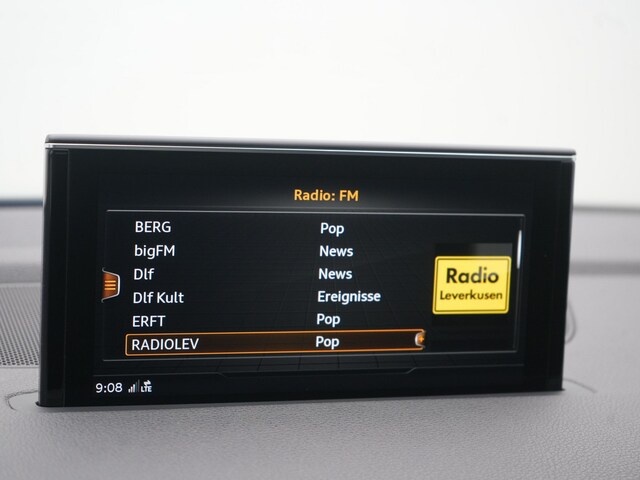 Radio: FM
BERG Pop
bigFM News
Dlf News
Dlf Kult Ereignisse
ERFT Pop
RADIOLEV Pop
Radio
Leverkusen
9:08 LTE